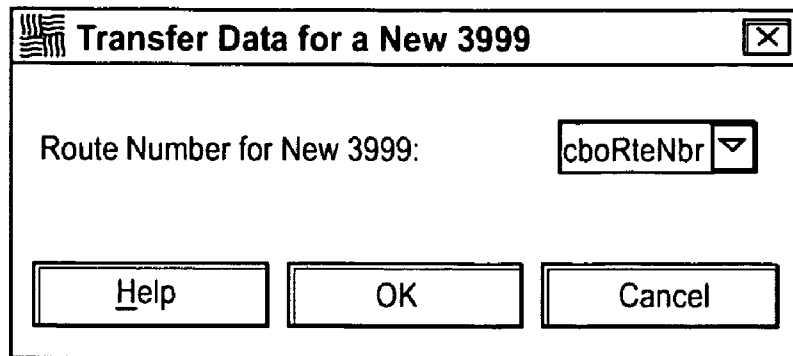 Transfer Data for a New 3999
Route Number for New 3999: cboRteNbr
Help OK Cancel